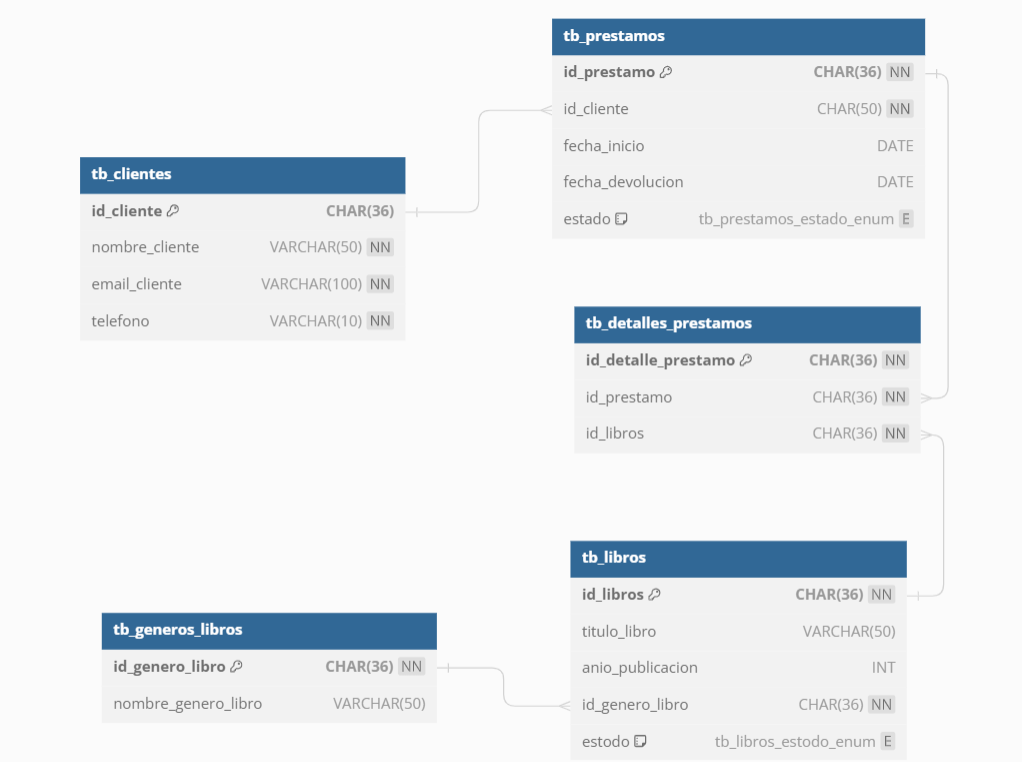 tb_prestamos
id_prestamo CHAR(36) NN
id_cliente CHAR(50) NN
fecha_inicio DATE
fecha_devolucion DATE
estado tb_prestamos_estado_enum E
tb_clientes
id_cliente CHAR(36)
nombre_cliente VARCHAR(50) NN
email_cliente VARCHAR(100) NN
telefono VARCHAR(10) NN
tb_detalles_prestamos
id_detalle_prestamo CHAR(36) NN
id_prestamo CHAR(36) NN
id_libros CHAR(36) NN
tb_libros
id_libros CHAR(36) NN
titulo_libro VARCHAR(50)
anio_publicacion INT
id_genero_libro CHAR(36) NN
estodo tb_libros_estodo_enum E
tb_generos_libros
id_genero_libro CHAR(36) NN
nombre_genero_libro VARCHAR(50)